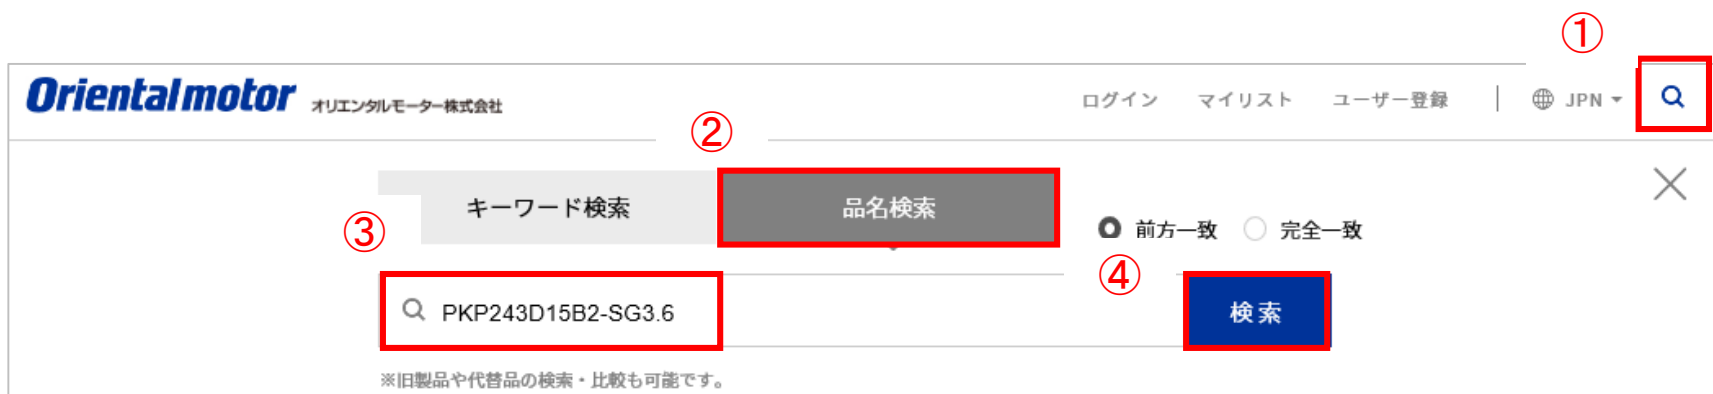 ①
Orientalmotor オリエンタルモーター株式会社 ログイン マイリスト ユーザー登録 | JPN
②
キーワード検索 品名検索
③ 前方一致 完全一致
④
PKP243D15B2-SG3.6 検索
※旧製品や代替品の検索・比較も可能です。